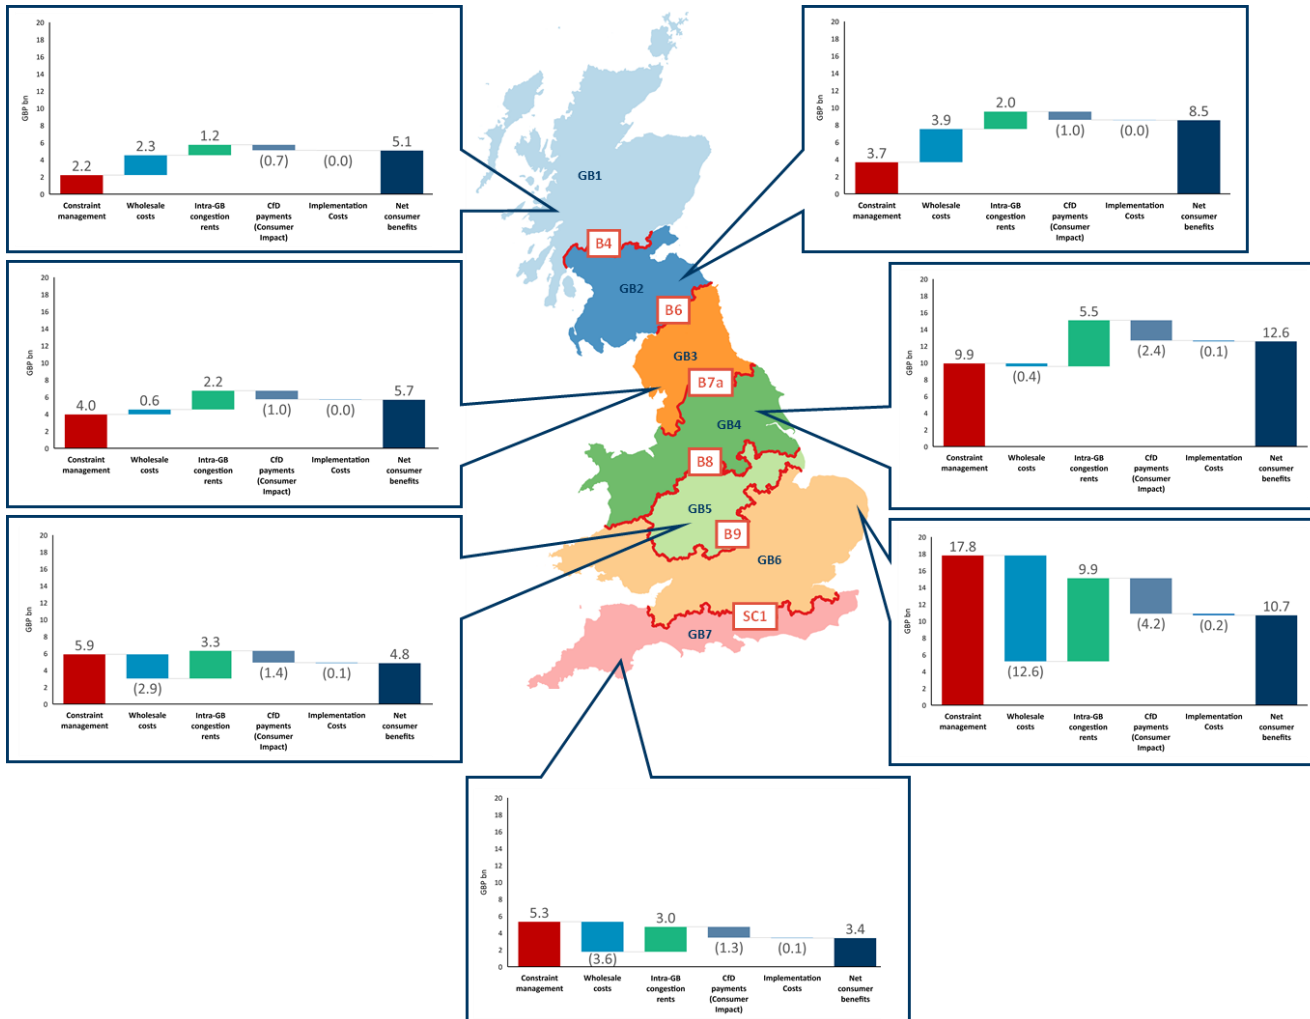 20
18
16
14
12
10
8
6
4
2
0
GBP bn
2.2
2.3
1.2
(0.7)
(0.0)
5.1
Constraint management
Wholesale costs
Intra-GB congestion rents
CfD payments (Consumer Impact)
Implementation Costs
Net consumer benefits
20
18
16
14
12
10
8
6
4
2
0
GBP bn
3.7
3.9
2.0
(1.0)
(0.0)
8.5
Constraint management
Wholesale costs
Intra-GB congestion rents
CfD payments (Consumer Impact)
Implementation Costs
Net consumer benefits
20
18
16
14
12
10
8
6
4
2
0
GBP bn
4.0
0.6
2.2
(1.0)
(0.0)
5.7
Constraint management
Wholesale costs
Intra-GB congestion rents
CfD payments (Consumer Impact)
Implementation Costs
Net consumer benefits
20
18
16
14
12
10
8
6
4
2
0
GBP bn
9.9
(0.4)
5.5
(2.4)
(0.1)
12.6
Constraint management
Wholesale costs
Intra-GB congestion rents
CfD payments (Consumer Impact)
Implementation Costs
Net consumer benefits
20
18
16
14
12
10
8
6
4
2
0
GBP bn
5.9
(2.9)
3.3
(1.4)
(0.1)
4.8
Constraint management
Wholesale costs
Intra-GB congestion rents
CfD payments (Consumer Impact)
Implementation Costs
Net consumer benefits
20
18
16
14
12
10
8
6
4
2
0
GBP bn
17.8
(12.6)
9.9
(4.2)
(0.2)
10.7
Constraint management
Wholesale costs
Intra-GB congestion rents
CfD payments (Consumer Impact)
Implementation Costs
Net consumer benefits
20
18
16
14
12
10
8
6
4
2
0
GBP bn
5.3
(3.6)
3.0
(1.3)
(0.1)
3.4
Constraint management
Wholesale costs
Intra-GB congestion rents
CfD payments (Consumer Impact)
Implementation Costs
Net consumer benefits
GB1
B4
GB2
B6
GB3
B7a
GB4
B8
GB5
B9
GB6
SC1
GB7